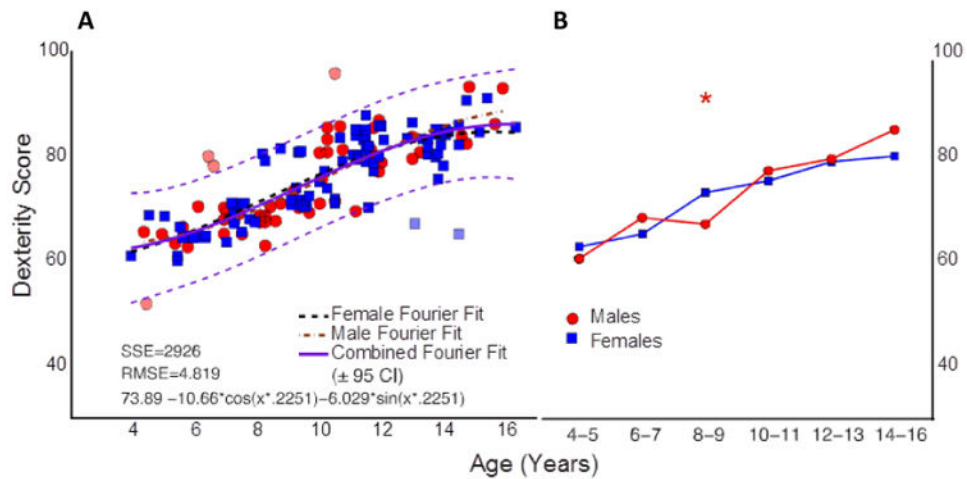 A
B
100
80
60
40
Dexterity Score
Female Fourier Fit
Male Fourier Fit
Combined Fourier Fit
(± 95 CI)
SSE=2926
RMSE=4.819
73.89 −10.66*cos(x*.2251)−6.029*sin(x*.2251)
4 6 8 10 12 14 16
*
Males
Females
100
80
60
40
4−5 6−7 8−9 10−11 12−13 14−16
Age (Years)